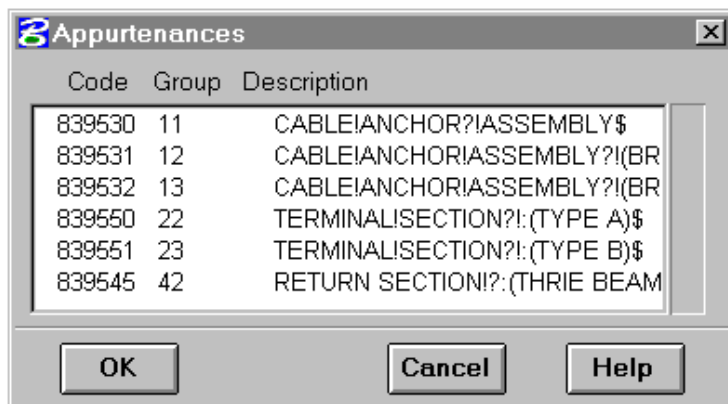 Appurtenances
Code Group Description
839530 11 CABLE!ANCHOR?!ASSEMBLY$
839531 12 CABLE!ANCHOR!ASSEMBLY?!(BR
839532 13 CABLE!ANCHOR!ASSEMBLY?!(BR
839550 22 TERMINAL!SECTION?!:(TYPE A)$
839551 23 TERMINAL!SECTION?!:(TYPE B)$
839545 42 RETURN SECTION!?:(THRIE BEAM
OK Cancel Help